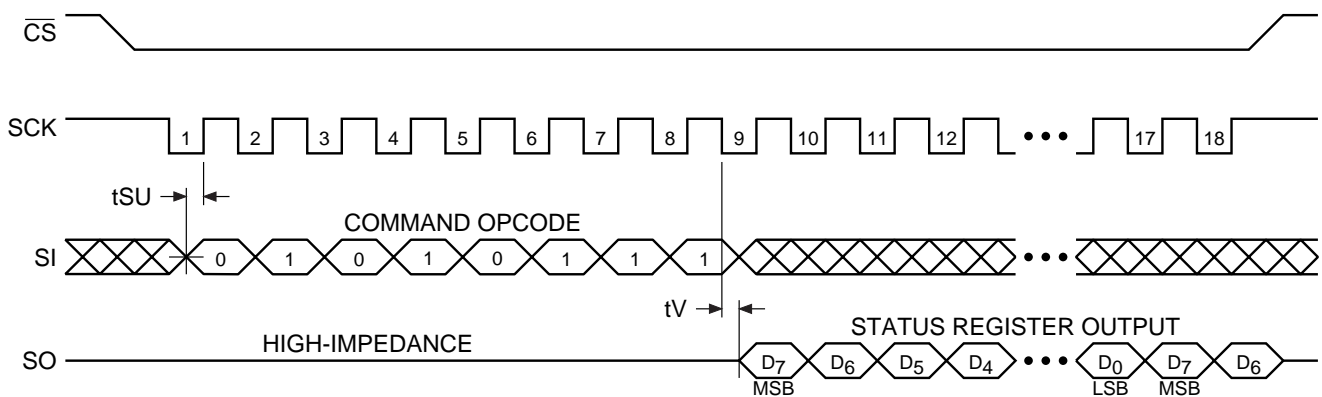 CS
SCK 1 2 3 4 5 6 7 8 9 10 11 12 17 18
tSU
COMMAND OPCODE
SI 0 1 0 1 0 1 1 1
tV
HIGH-IMPEDANCE
STATUS REGISTER OUTPUT
SO D7 D6 D5 D4 D0 D7 D6
MSB LSB MSB